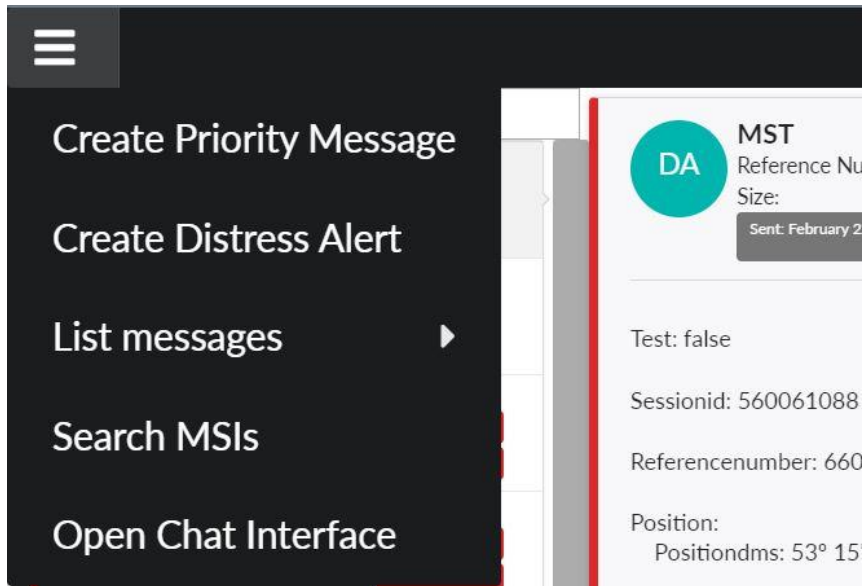 Create Priority Message
Create Distress Alert
List messages
Search MSIs
Open Chat Interface
DA
MST
Reference Nu
Size:
Sent: February 2
Test: false
Sessionid: 560061088
Referencenumber: 660
Position:
Positiondms: 53° 15'